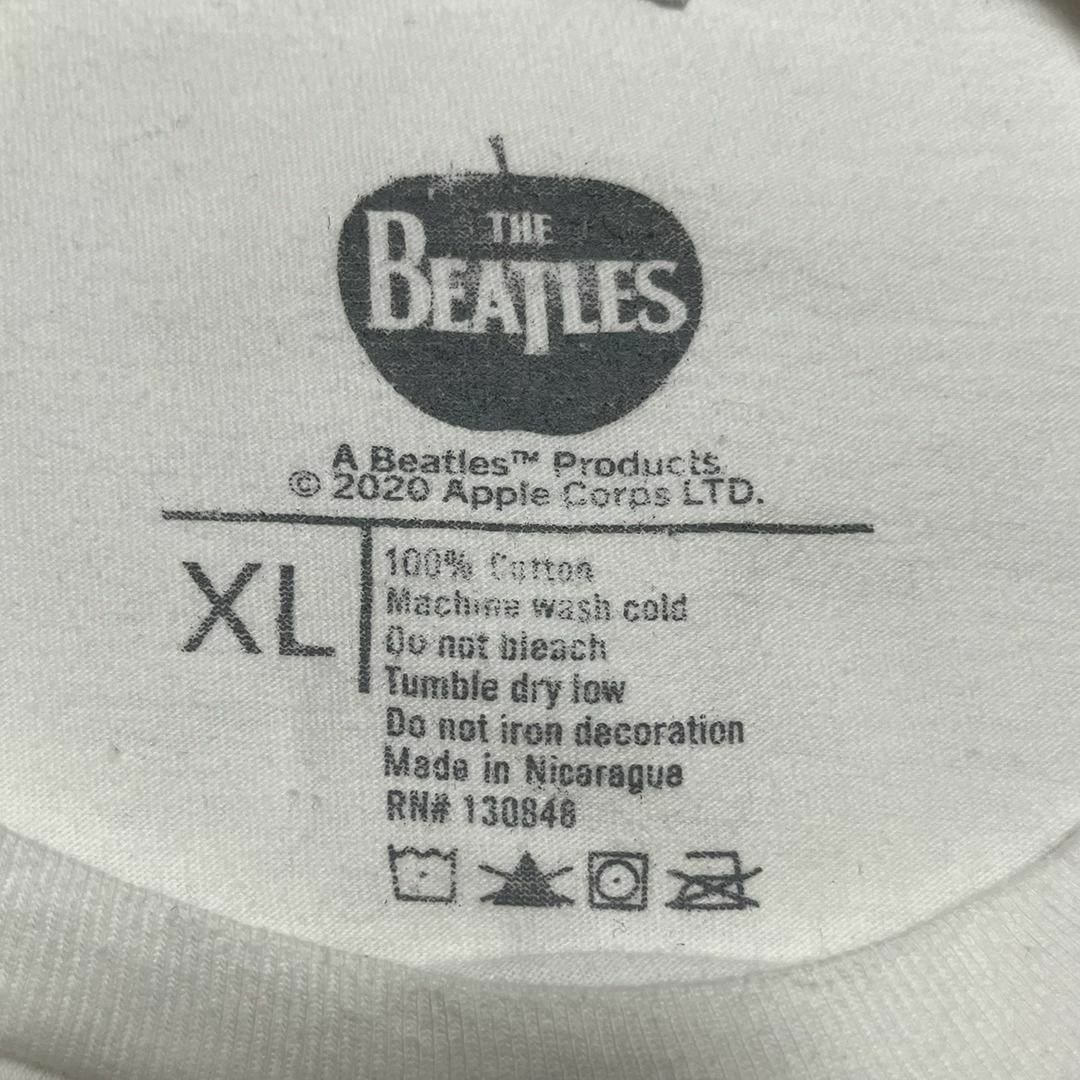 THE
BEATLES
A Beatles™ Products
© 2020 Apple Corps LTD.
XL
100% Cotton
Machine wash cold
Do not bleach
Tumble dry low
Do not iron decoration
Made in Nicaragua
RN# 130848